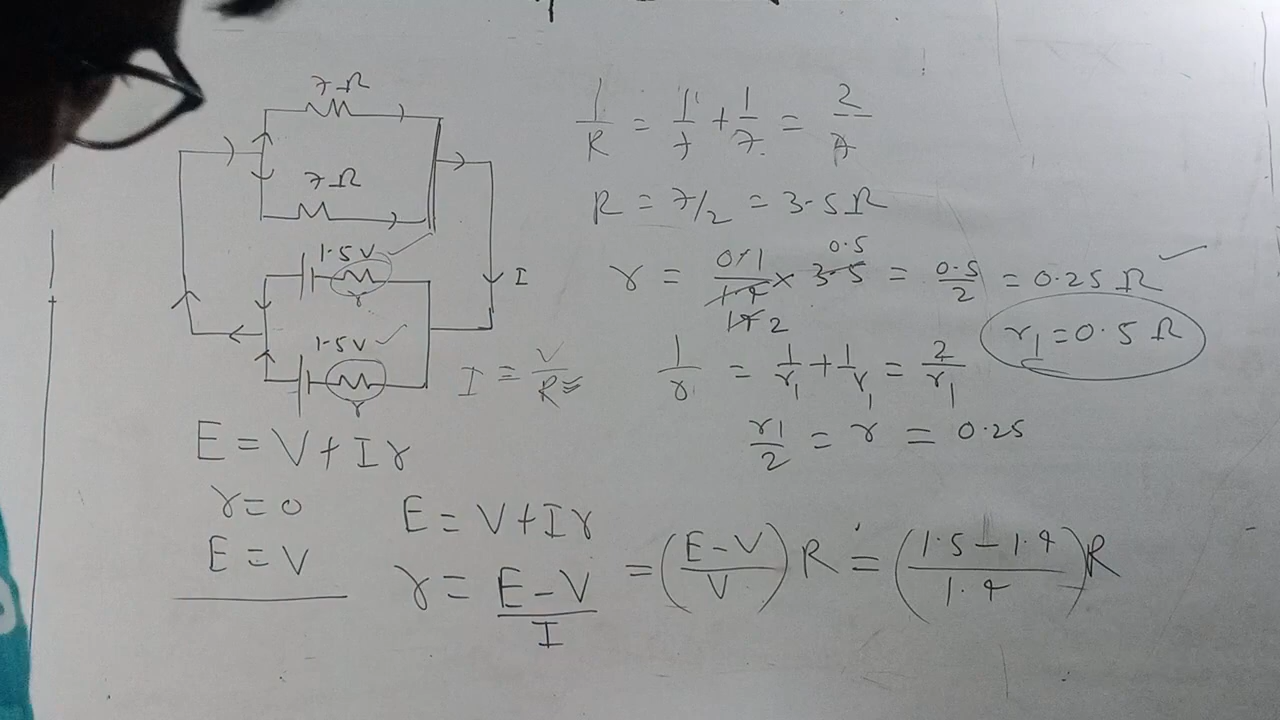 7Ω
7Ω
1.5V
r
1.5V
r
I
1/R = 1/7 + 1/7 = 2/7
R = 7/2 = 3.5Ω
r = 0.1/1.4 × 3.5 = 0.5/2 = 0.25Ω
0.5
14 2
r1 = 0.5Ω
I = V/R
1/r = 1/r1 + 1/r1 = 2/r1
r1/2 = r = 0.25
E = V + Ir
r = 0
E = V
E = V + Ir
r = (E - V)/I = ((E - V)/V) R = ((1.5 - 1.4)/1.4) R